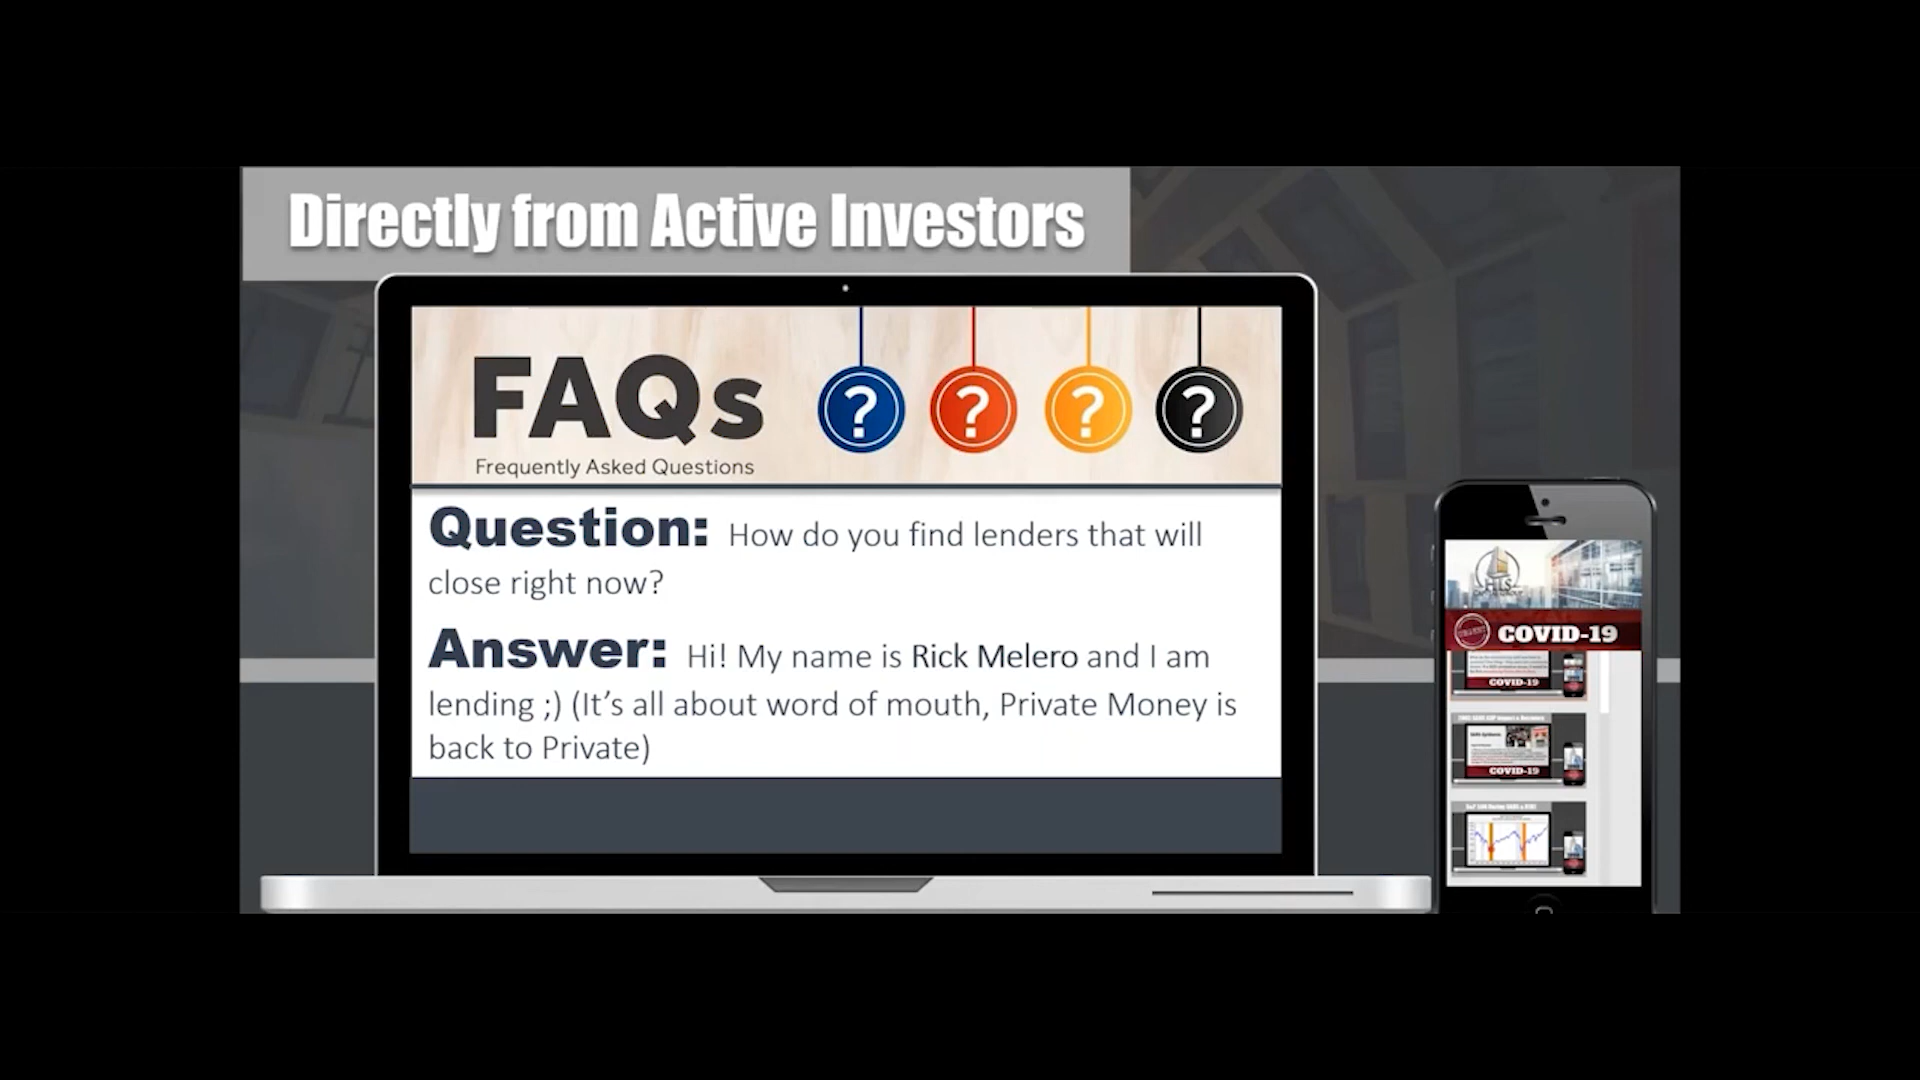 Directly from Active Investors
FAQs
? ? ? ?
Frequently Asked Questions
Question: How do you find lenders that will
close right now?
Answer: Hi! My name is Rick Melero and I am
lending ;) (It’s all about word of mouth, Private Money is
back to Private)
HIS
URGENT
COVID-19
COVID-19
COVID-19